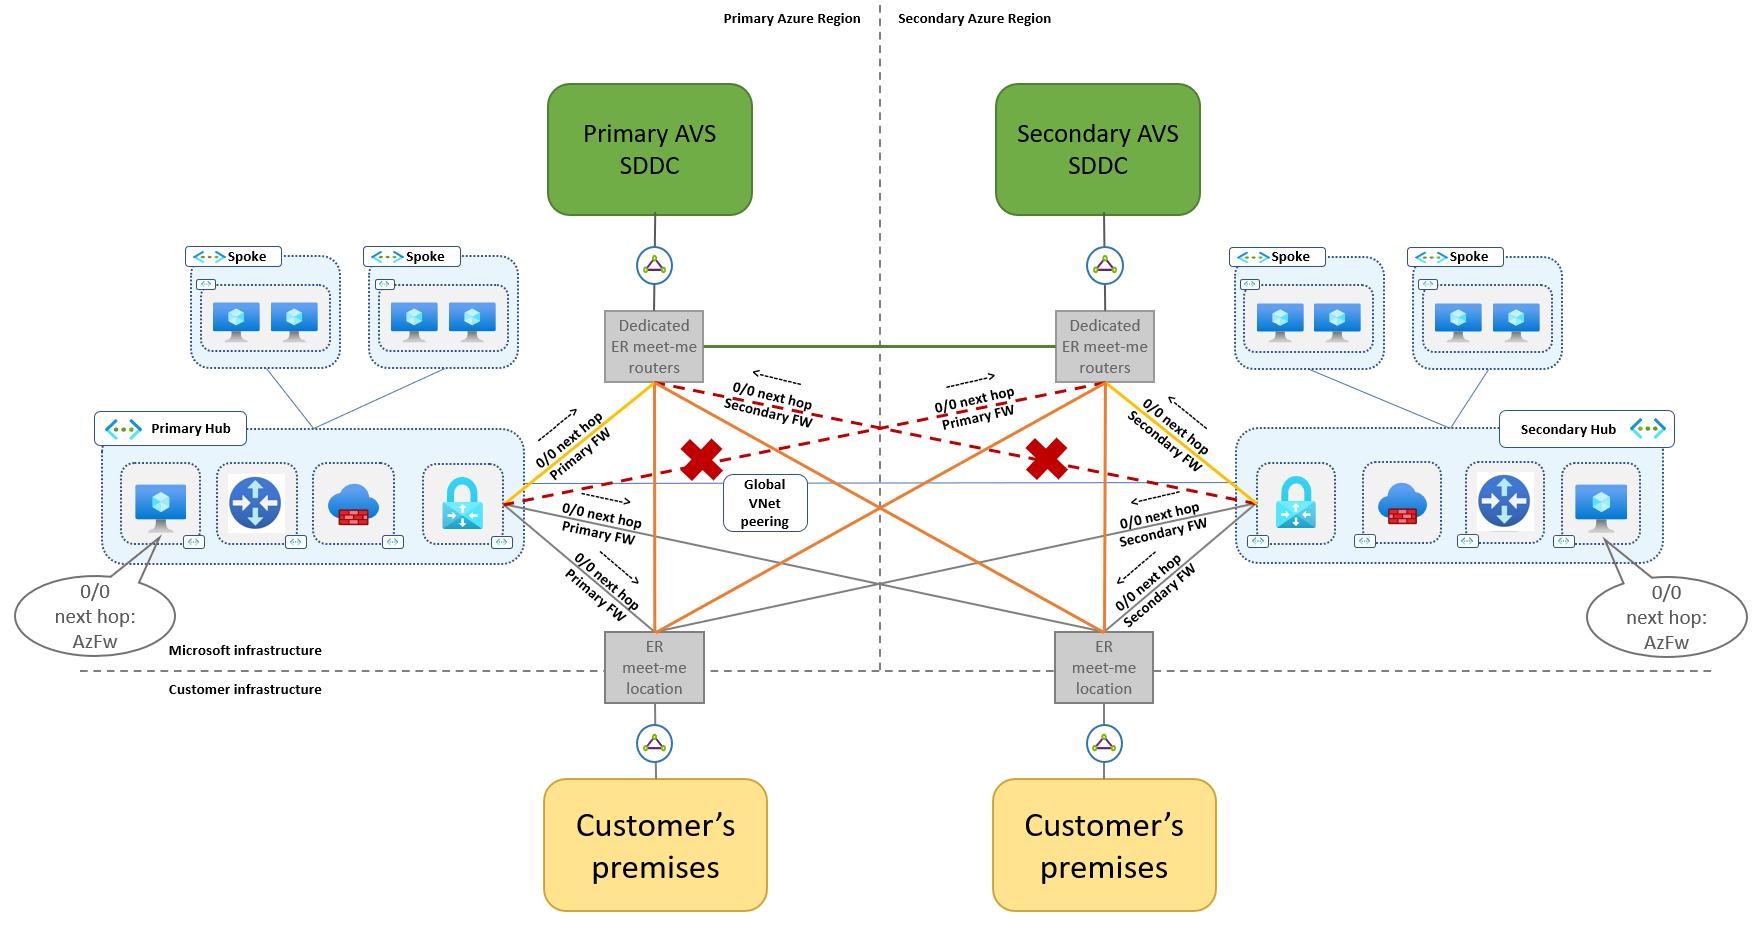 Primary Azure Region
Secondary Azure Region
Primary AVS
SDDC
Secondary AVS
SDDC
Spoke
Spoke
Spoke
Spoke
Dedicated
ER meet-me
routers
Dedicated
ER meet-me
routers
0/0 next hop
Secondary FW
0/0 next hop
Primary FW
0/0 next hop
Primary FW
0/0 next hop
Secondary FW
Primary Hub
Secondary Hub
Global
VNet
peering
0/0 next hop
Primary FW
0/0 next hop
Secondary FW
0/0 next hop
Primary FW
0/0 next hop
Secondary FW
0/0
next hop:
AzFw
0/0
next hop:
AzFw
Microsoft infrastructure
Customer infrastructure
ER
meet-me
location
ER
meet-me
location
Customer’s
premises
Customer’s
premises